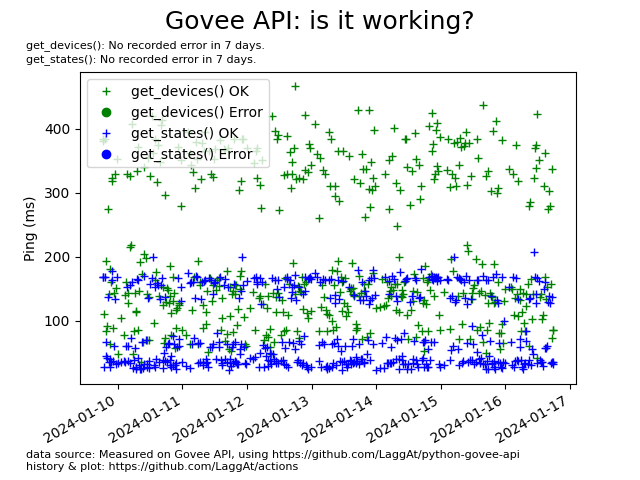 Govee API: is it working?
get_devices(): No recorded error in 7 days.
get_states(): No recorded error in 7 days.
get_devices() OK
get_devices() Error
get_states() OK
get_states() Error
Ping (ms)
400
300
200
100
2024-01-10
2024-01-11
2024-01-12
2024-01-13
2024-01-14
2024-01-15
2024-01-16
2024-01-17
data source: Measured on Govee API, using https://github.com/LaggAt/python-govee-api
history & plot: https://github.com/LaggAt/actions